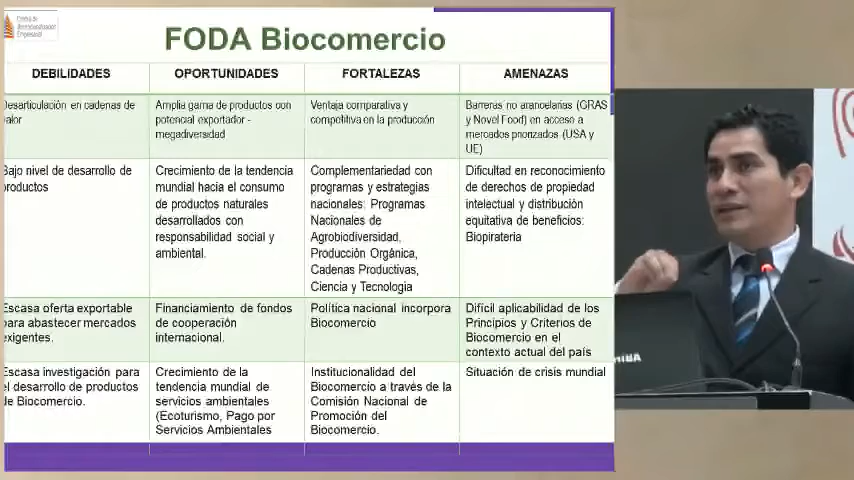 Centro de
Aprovisionamiento
Empresarial
FODA Biocomercio
DEBILIDADES
OPORTUNIDADES
FORTALEZAS
AMENAZAS
Desarticulación en cadenas de
valor
Amplia gama de productos con
potencial exportador -
megadiversidad
Ventaja comparativa y
competitiva en la producción
Barreras no arancelarias (GRAS
y Novel Food) en acceso a
mercados priorizados (USA y
UE)
Bajo nivel de desarrollo de
productos
Crecimiento de la tendencia
mundial hacia el consumo
de productos naturales
desarrollados con
responsabilidad social y
ambiental.
Complementariedad con
programas y estrategias
nacionales: Programas
Nacionales de
Agrobiodiversidad,
Producción Orgánica,
Cadenas Productivas,
Ciencia y Tecnologia
Dificultad en reconocimiento
de derechos de propiedad
intelectual y distribución
equitativa de beneficios:
Biopirateria
Escasa oferta exportable
para abastecer mercados
exigentes.
Financiamiento de fondos
de cooperación
internacional.
Política nacional incorpora
Biocomercio
Difícil aplicabilidad de los
Principios y Criterios de
Biocomercio en el
contexto actual del país
Escasa investigación para
el desarrollo de productos
de Biocomercio.
Crecimiento de la
tendencia mundial de
servicios ambientales
(Ecoturismo, Pago por
Servicios Ambientales
Institucionalidad del
Biocomercio a través de la
Comisión Nacional de
Promoción del
Biocomercio.
Situación de crisis mundial